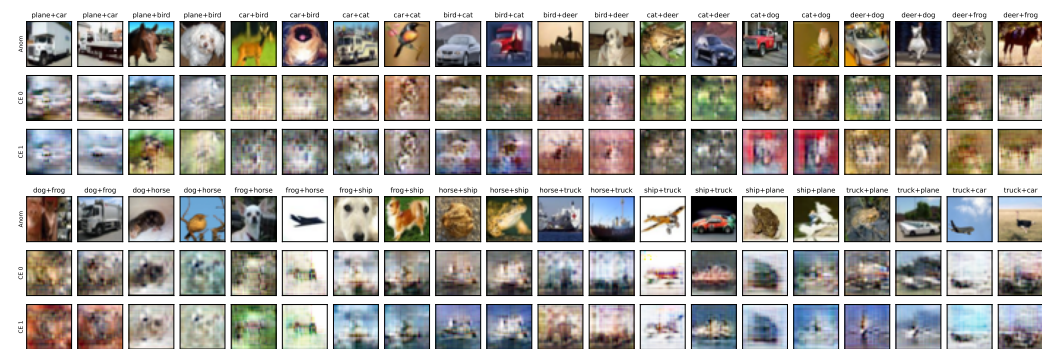 plane+car plane+car plane+bird plane+bird car+bird car+bird car+cat car+cat bird+cat bird+cat bird+deer bird+deer cat+deer cat+deer cat+dog cat+dog deer+dog deer+dog deer+frog deer+frog
Anom
CE 0
CE 1
dog+frog dog+frog dog+horse dog+horse frog+horse frog+horse frog+ship frog+ship horse+ship horse+ship horse+truck horse+truck ship+truck ship+truck ship+plane ship+plane truck+plane truck+plane truck+car truck+car
Anom
CE 0
CE 1